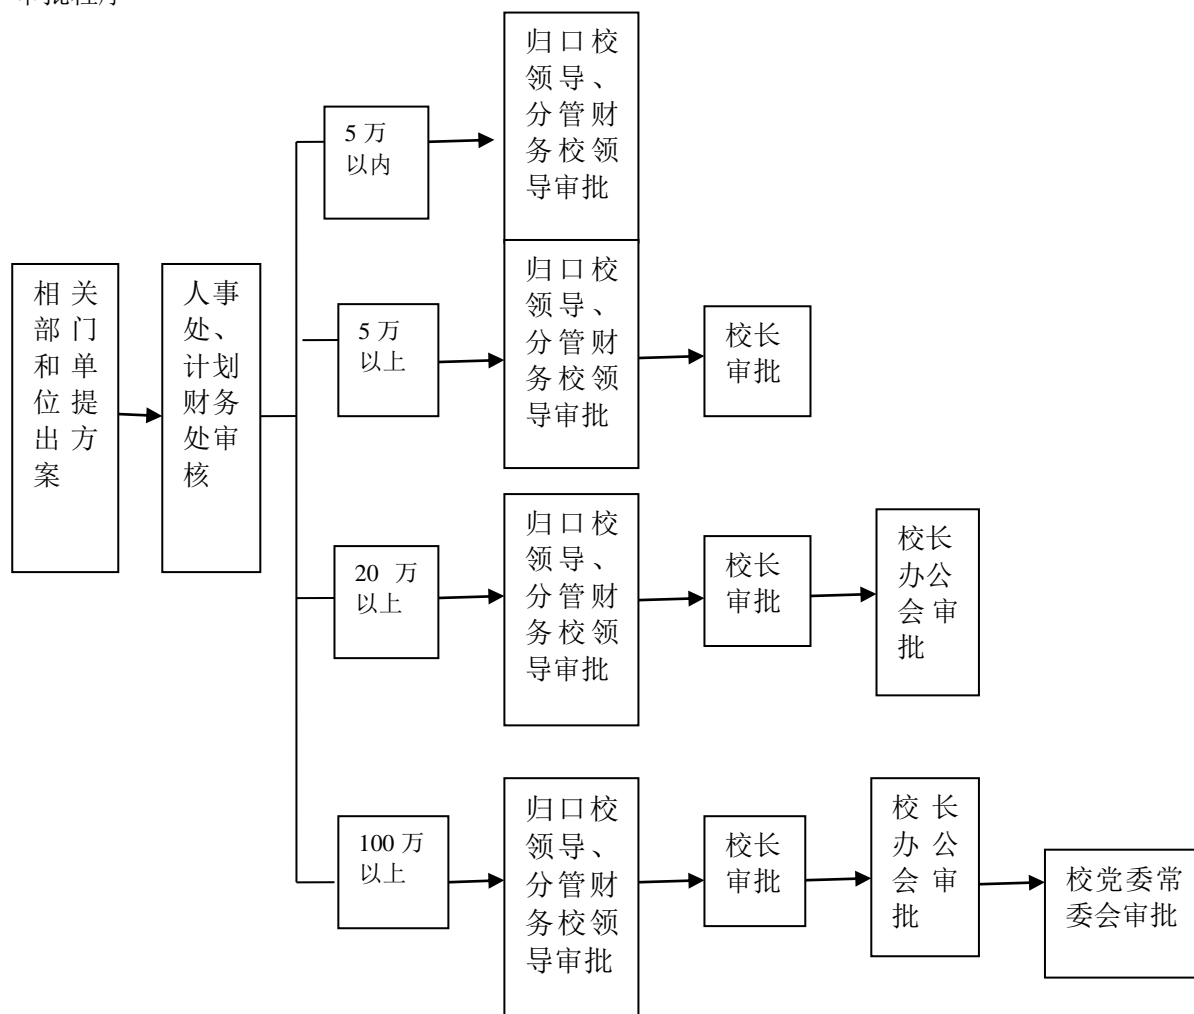 审批程序
相关
部门
和单
位提
出方
案
人事
处、
计划
财务
处审
核
5 万
以内
归口校
领导、
分管财
务校领
导审批
5 万
以上
归口校
领导、
分管财
务校领
导审批
校长
审批
20 万
以上
归口校
领导、
分管财
务校领
导审批
校长
审批
校长
办公
会审
批
100 万
以上
归口校
领导、
分管财
务校领
导审批
校长
审批
校长
办公
会审
批
校党委常
委会审批